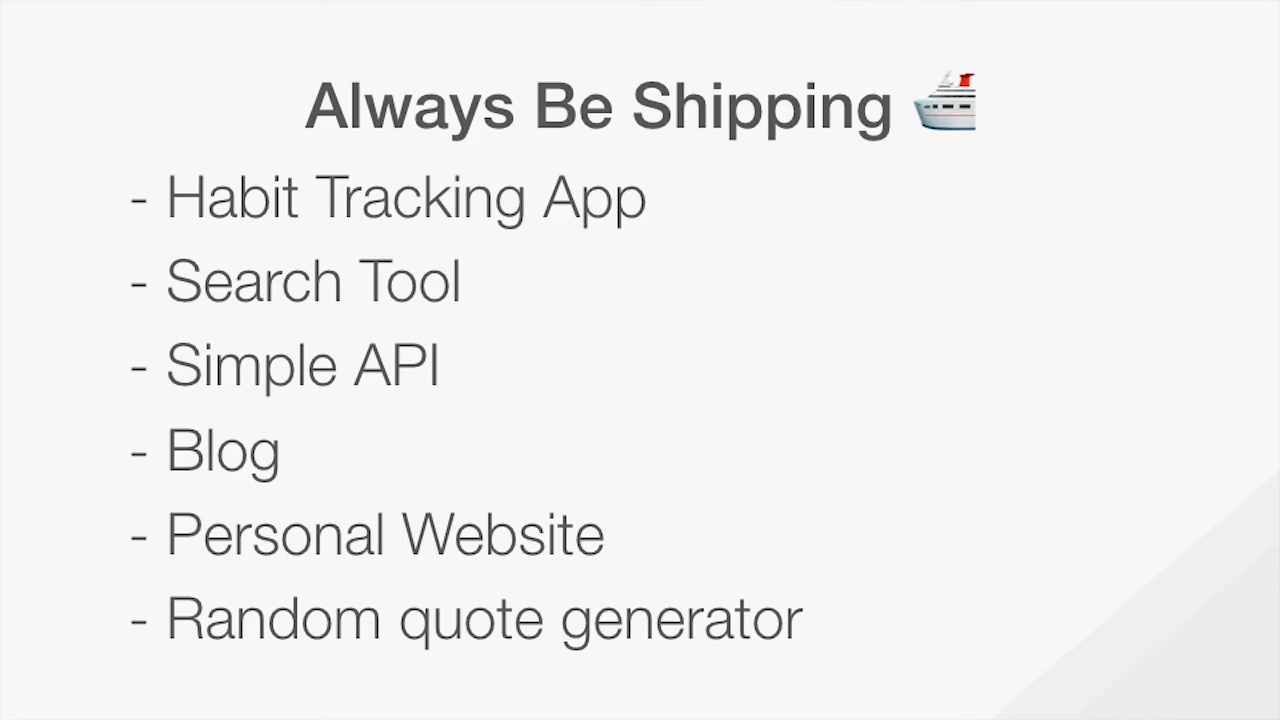 Always Be Shipping 🛳
- Habit Tracking App
- Search Tool
- Simple API
- Blog
- Personal Website
- Random quote generator